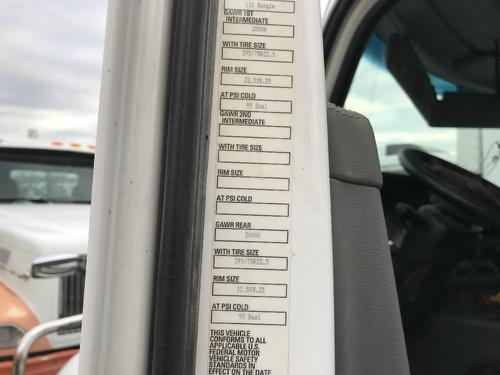 110 Single
GAWR 1ST
INTERMEDIATE
20000
WITH TIRE SIZE
295/75R22.5
RIM SIZE
22.5X8.25
AT PSI COLD
95 Dual
GAWR 2ND
INTERMEDIATE
WITH TIRE SIZE
RIM SIZE
AT PSI COLD
GAWR REAR
20000
WITH TIRE SIZE
295/75R22.5
RIM SIZE
22.5X8.25
AT PSI COLD
95 Dual
THIS VEHICLE
CONFORMS TO ALL
APPLICABLE U.S.
FEDERAL MOTOR
VEHICLE SAFETY
STANDARDS IN
EFFECT ON THE DATE